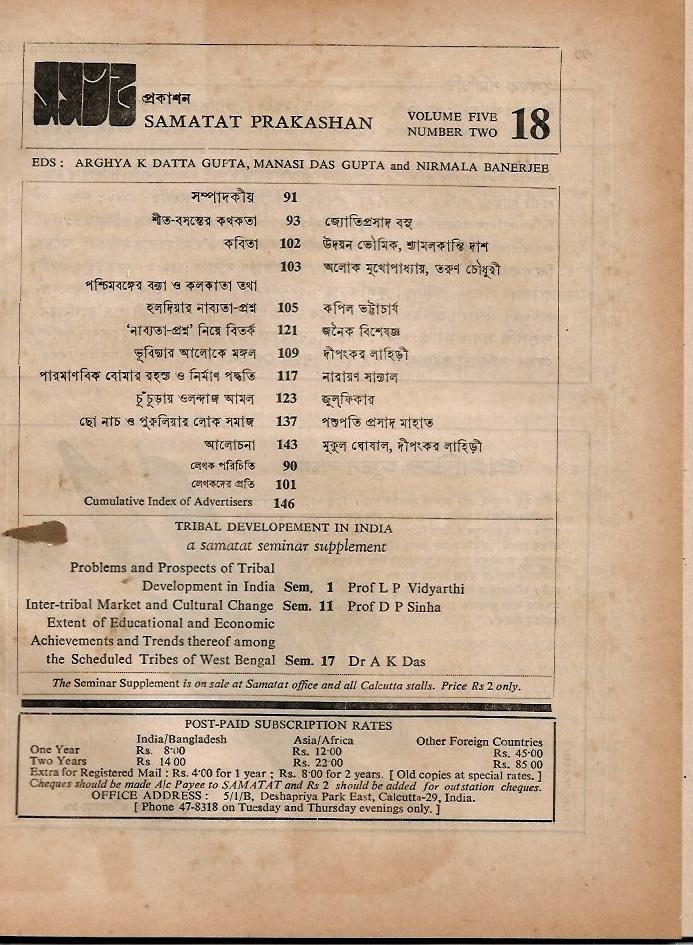 সমতট
প্রকাশন
SAMATAT PRAKASHAN
VOLUME FIVE
NUMBER TWO
18
EDS : ARGHYA K DATTA GUPTA, MANASI DAS GUPTA and NIRMALA BANERJEE
সম্পাদকীয় 91
শীত-বসন্তের কথকতা 93 জ্যোতিপ্রসাদ বসু
কবিতা 102 উদয়ন ভৌমিক, শ্যামলকান্তি দাশ
103 অলোক মুখোপাধ্যায়, তরুণ চৌধুরী
পশ্চিমবঙ্গের বন্যা ও কলকাতা তথা
হলদিয়ার নাব্যতা-প্রশ্ন 105 কপিল ভট্টাচার্য
'নাব্যতা-প্রশ্ন' নিয়ে বিতর্ক 121 জনৈক বিশেষজ্ঞ
ভূবিদ্যার আলোকে মঙ্গল 109 দীপংকর লাহিড়ী
পারমাণবিক বোমার রহস্য ও নির্মাণ পদ্ধতি 117 নারায়ণ সান্যাল
চুঁচুড়ায় ওলন্দাজ আমল 123 জুলফিকার
ছো নাচ ও পুরুলিয়ার লোক সমাজ 137 পশুপতি প্রসাদ মাহাত
আলোচনা 143 মুকুল ঘোষাল, দীপংকর লাহিড়ী
লেখক পরিচিতি 90
লেখকদের প্রতি 101
Cumulative Index of Advertisers 146
TRIBAL DEVELOPEMENT IN INDIA
a samatat seminar supplement
Problems and Prospects of Tribal
Development in India Sem. 1 Prof L P Vidyarthi
Inter-tribal Market and Cultural Change Sem. 11 Prof D P Sinha
Extent of Educational and Economic
Achievements and Trends thereof among
the Scheduled Tribes of West Bengal Sem. 17 Dr A K Das
The Seminar Supplement is on sale at Samatat office and all Calcutta stalls. Price Rs 2 only.
POST-PAID SUBSCRIPTION RATES
India/Bangladesh Asia/Africa Other Foreign Countries
One Year Rs. 8·00 Rs. 12·00 Rs. 45·00
Two Years Rs 14 00 Rs. 22·00 Rs. 85 00
Extra for Registered Mail : Rs. 4·00 for 1 year ; Rs. 8·00 for 2 years. [ Old copies at special rates. ]
Cheques should be made A|c Payee to SAMATAT and Rs 2 should be added for outstation cheques.
OFFICE ADDRESS : 5/1/B, Deshapriya Park East, Calcutta-29, India.
[ Phone 47-8318 on Tuesday and Thursday evenings only. ]